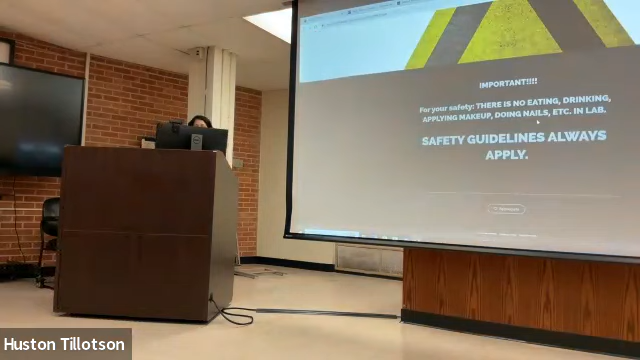 IMPORTANT!!!!
For your safety: THERE IS NO EATING, DRINKING,
APPLYING MAKEUP, DOING NAILS, ETC. IN LAB.
SAFETY GUIDELINES ALWAYS
APPLY.
Huston Tillotson